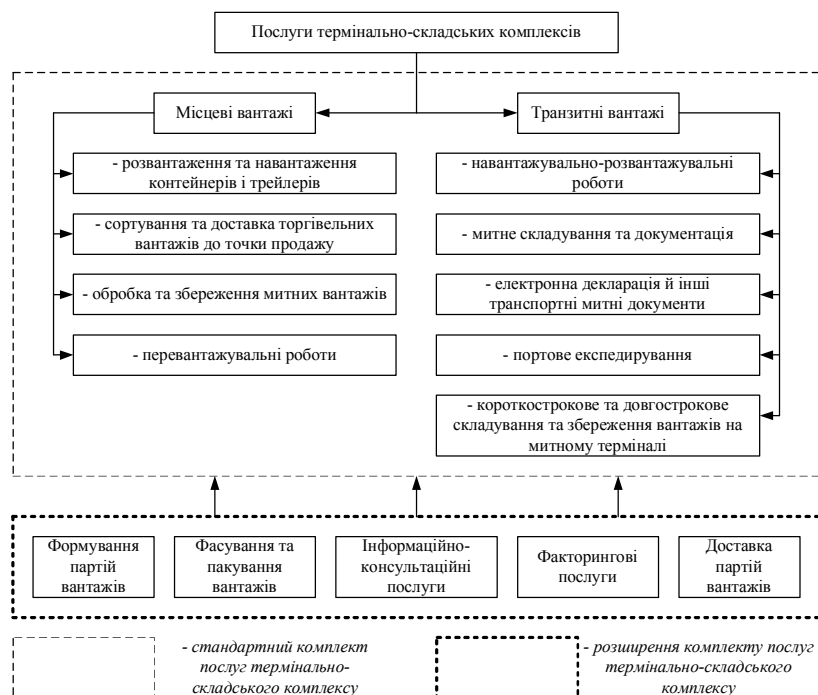 Послуги термінально-складських комплексів
Місцеві вантажі
Транзитні вантажі
- розвантаження та навантаження
контейнерів і трейлерів
- сортування та доставка торгівельних
вантажів до точки продажу
- обробка та збереження митних вантажів
- перевантажувальні роботи
- навантажувально-розвантажувальні
роботи
- митне складування та документація
- електронна декларація й інші
транспортні митні документи
- портове експедирування
- короткострокове та довгострокове
складування та збереження вантажів на
митному терміналі
Формування
партій
вантажів
Фасування та
пакування
вантажів
Інформаційно-
консультаційні
послуги
Факторингові
послуги
Доставка
партій
вантажів
- стандартний комплект
послуг термінально-
складського комплексу
- розширення комплекту послуг
термінально-складського
комплексу